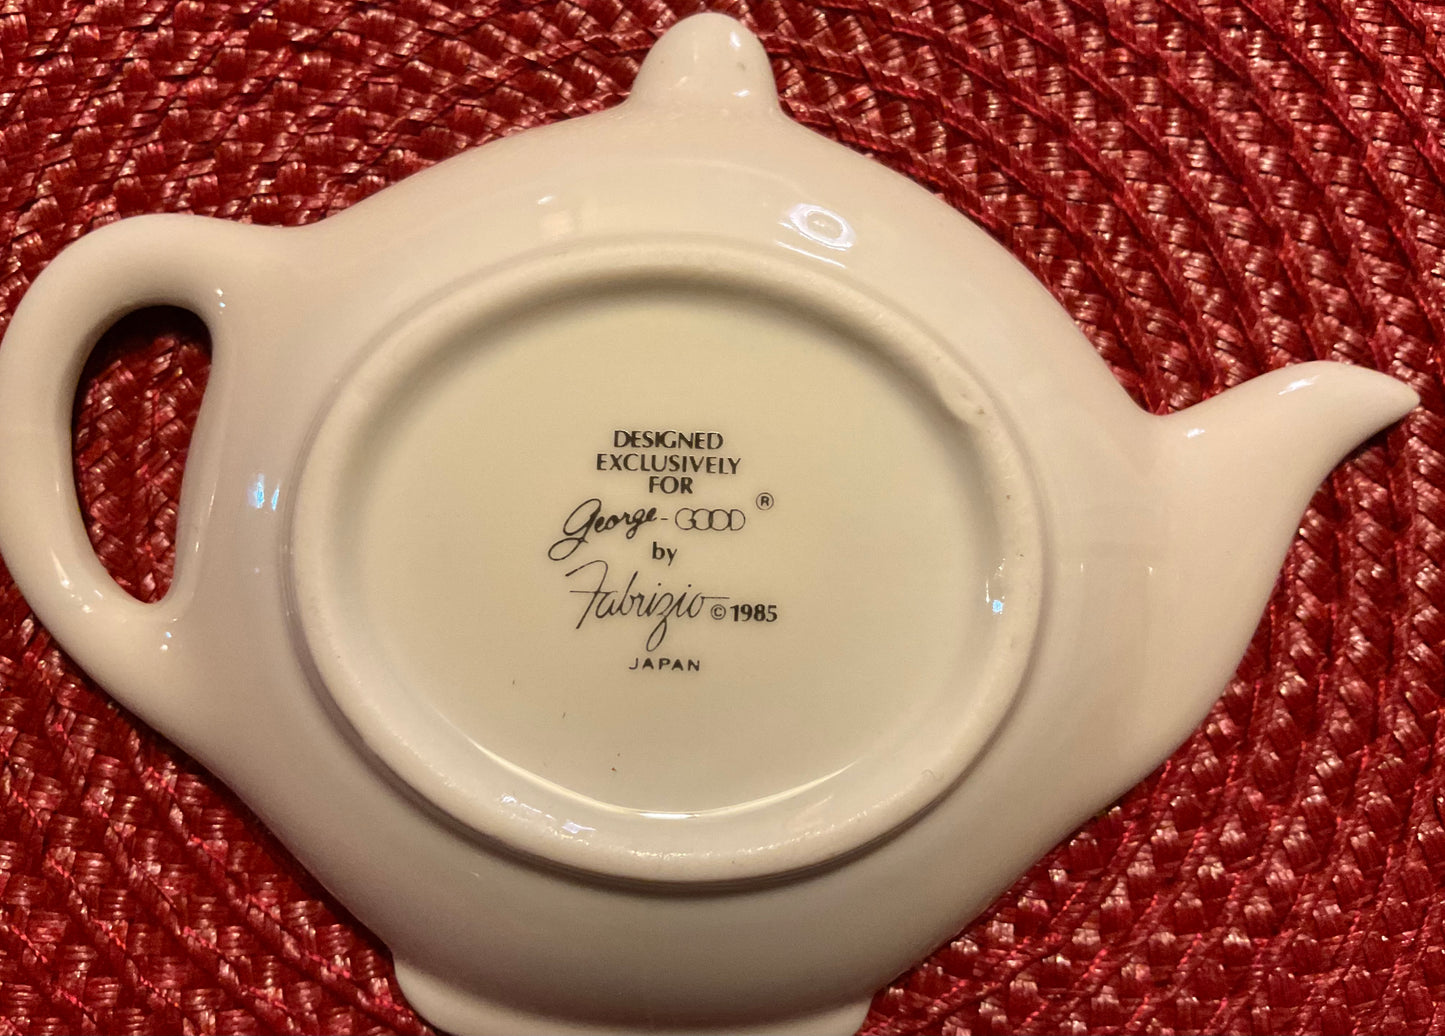 DESIGNED
EXCLUSIVELY
FOR
George-GOOD®
by
Fabrizio © 1985
JAPAN